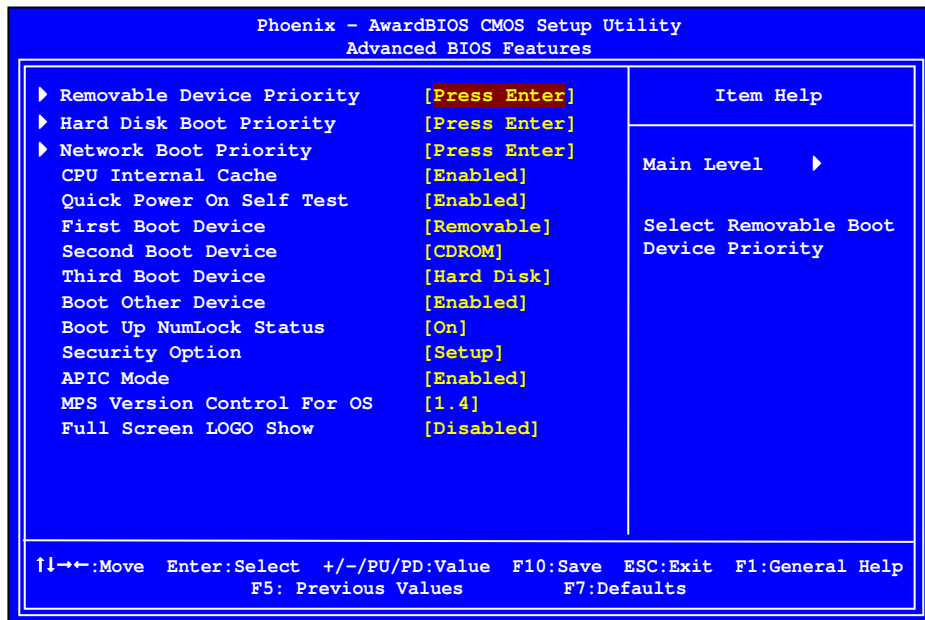 Phoenix – AwardBIOS CMOS Setup Utility
Advanced BIOS Features
Removable Device Priority [Press Enter]
Hard Disk Boot Priority [Press Enter]
Network Boot Priority [Press Enter]
CPU Internal Cache [Enabled]
Quick Power On Self Test [Enabled]
First Boot Device [Removable]
Second Boot Device [CDROM]
Third Boot Device [Hard Disk]
Boot Other Device [Enabled]
Boot Up NumLock Status [On]
Security Option [Setup]
APIC Mode [Enabled]
MPS Version Control For OS [1.4]
Full Screen LOGO Show [Disabled]
Item Help
Main Level
Select Removable Boot
Device Priority
↑↓→←:Move Enter:Select +/-/PU/PD:Value F10:Save ESC:Exit F1:General Help
F5: Previous Values F7:Defaults